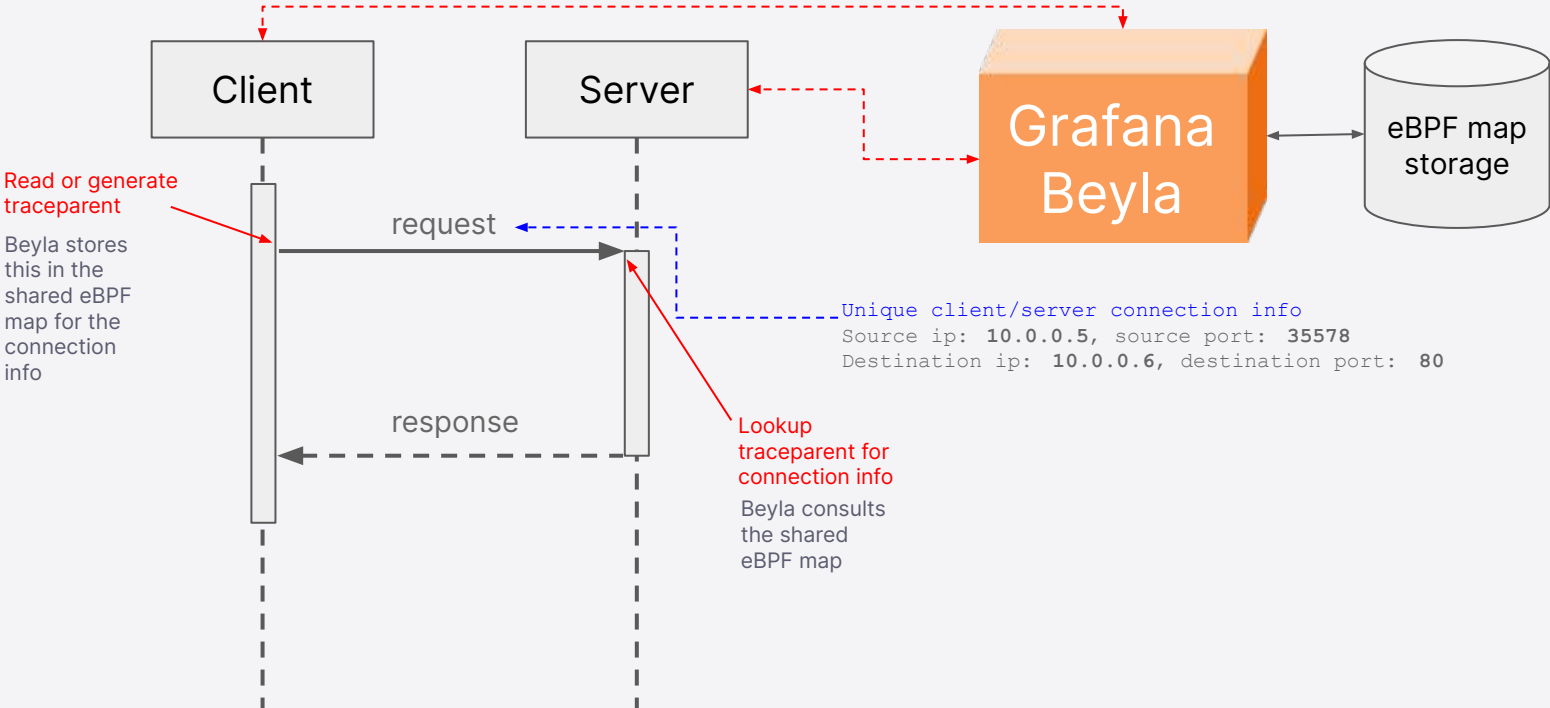 Client
Server
Grafana
Beyla
eBPF map
storage
Read or generate
traceparent
Beyla stores
this in the
shared eBPF
map for the
connection
info
request
Unique client/server connection info
Source ip: 10.0.0.5, source port: 35578
Destination ip: 10.0.0.6, destination port: 80
response
Lookup
traceparent for
connection info
Beyla consults
the shared
eBPF map